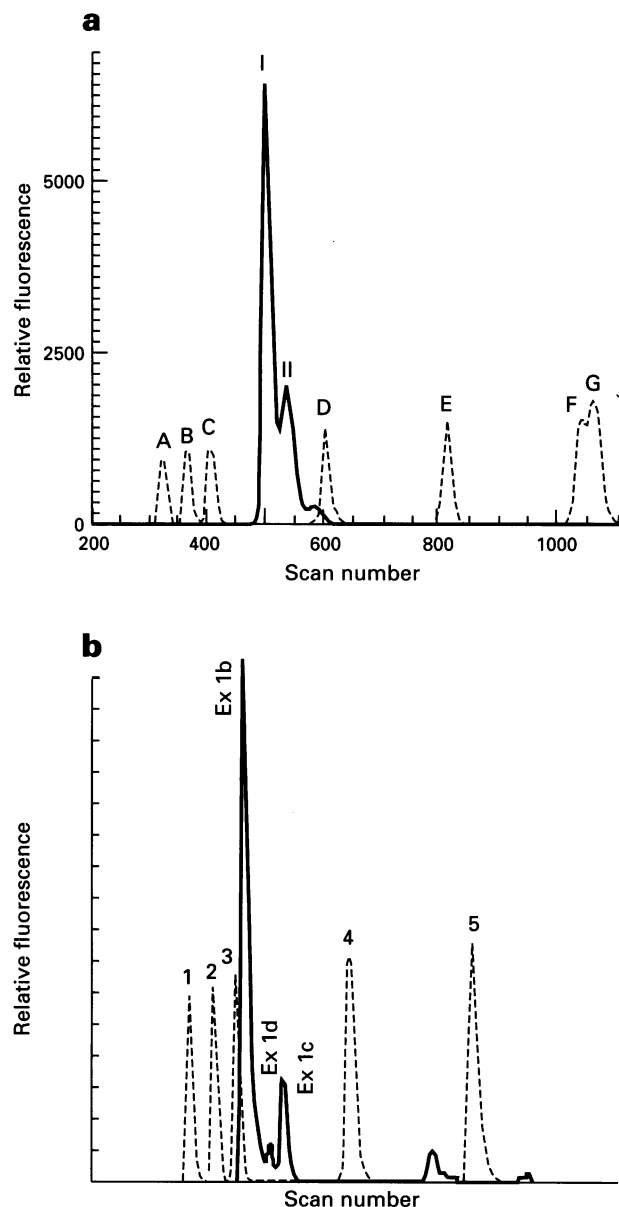 a
I
5000
Relative fluorescence
2500
II
D
E
F
G
A
B
C
0
200
400
600
800
1000
Scan number
b
Ex 1b
Relative fluorescence
1
2
3
Ex 1d
Ex 1c
4
5
Scan number